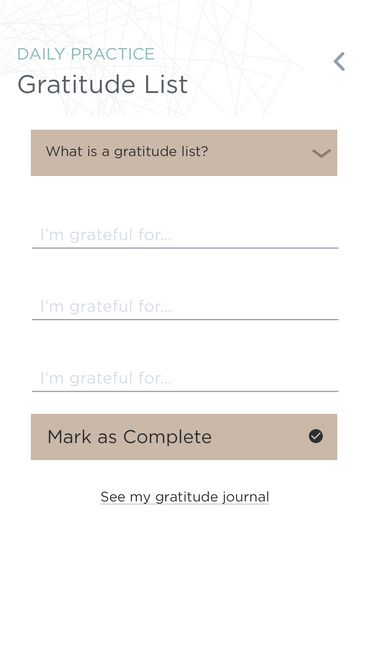 DAILY PRACTICE
Gratitude List
What is a gratitude list?
I'm grateful for...
I'm grateful for...
I'm grateful for...
Mark as Complete
See my gratitude journal